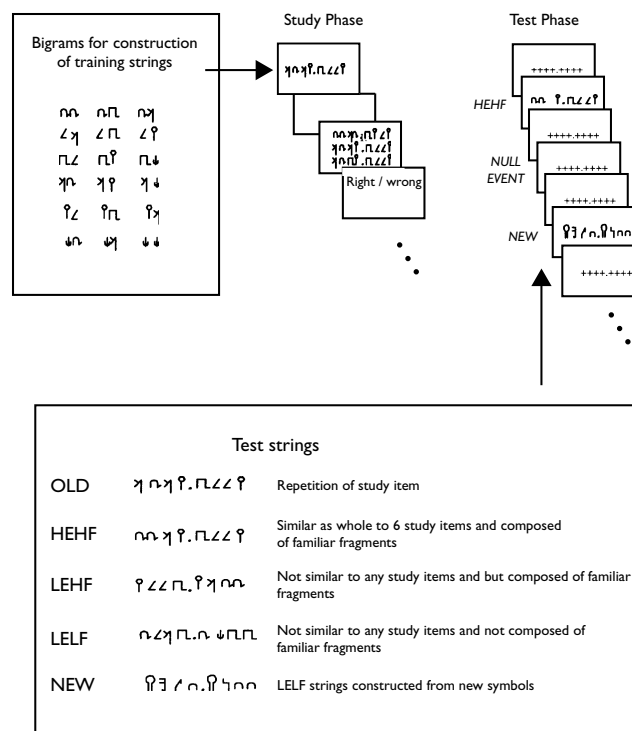 Study Phase
Test Phase
Bigrams for construction
of training strings
Right / wrong
++++.++++
HEHF
++++.++++
NULL
EVENT
++++.++++
++++.++++
NEW
++++.++++
Test strings
OLD
Repetition of study item
HEHF
Similar as whole to 6 study items and composed
of familiar fragments
LEHF
Not similar to any study items and but composed of familiar
fragments
LELF
Not similar to any study items and not composed of
familiar fragments
NEW
LELF strings constructed from new symbols